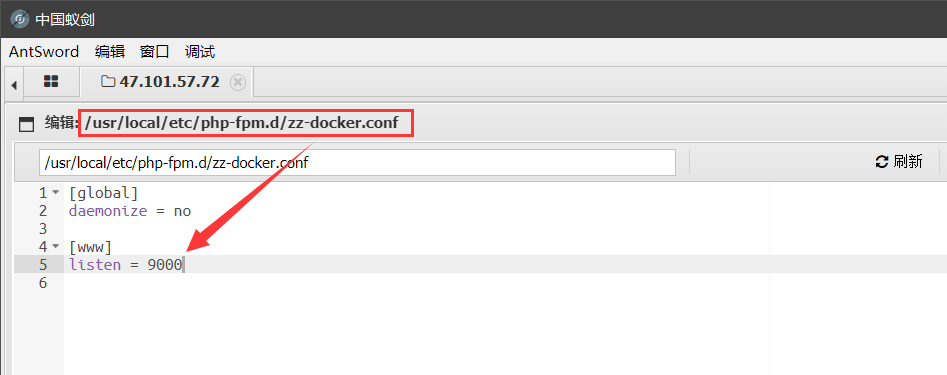 中国蚁剑
AntSword 编辑 窗口 调试
47.101.57.72
编辑: /usr/local/etc/php-fpm.d/zz-docker.conf
/usr/local/etc/php-fpm.d/zz-docker.conf 刷新
1 [global]
2 daemonize = no
3
4 [www]
5 listen = 9000
6